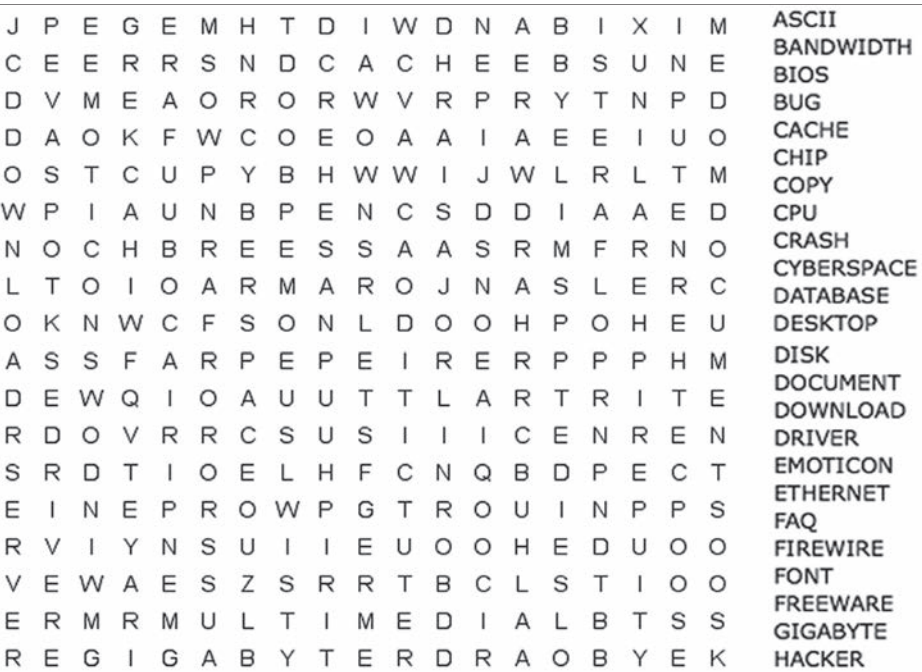 J P E G E M H T D I W D N A B I X I M
C E E R R S N D C A C H E E B S U N E
D V M E A O R O R W V R P R Y T N P D
D A O K F W C O E O A A I A E E I U O
O S T C U P Y B H W W I J W L R L T M
W P I A U N B P E N C S D D I A A E D
N O C H B R E E S S A A S R M F R N O
L T O I O A R M A R O J N A S L E R C
O K N W C F S O N L D O O H P O H E U
A S S F A R P E P E I R E R P P P H M
D E W Q I O A U U T T L A R T R I T E
R D O V R R C S U S I I I C E N R E N
S R D T I O E L H F C N Q B D P E C T
E I N E P R O W P G T R O U I N P P S
R V I Y N S U I I E U O O H E D U O O
V E W A E S Z S R R T B C L S T I O O
E R M R M U L T I M E D I A L B T S S
R E G I G A B Y T E R D R A O B Y E K
ASCII
BANDWIDTH
BIOS
BUG
CACHE
CHIP
COPY
CPU
CRASH
CYBERSPACE
DATABASE
DESKTOP
DISK
DOCUMENT
DOWNLOAD
DRIVER
EMOTICON
ETHERNET
FAQ
FIREWIRE
FONT
FREEWARE
GIGABYTE
HACKER